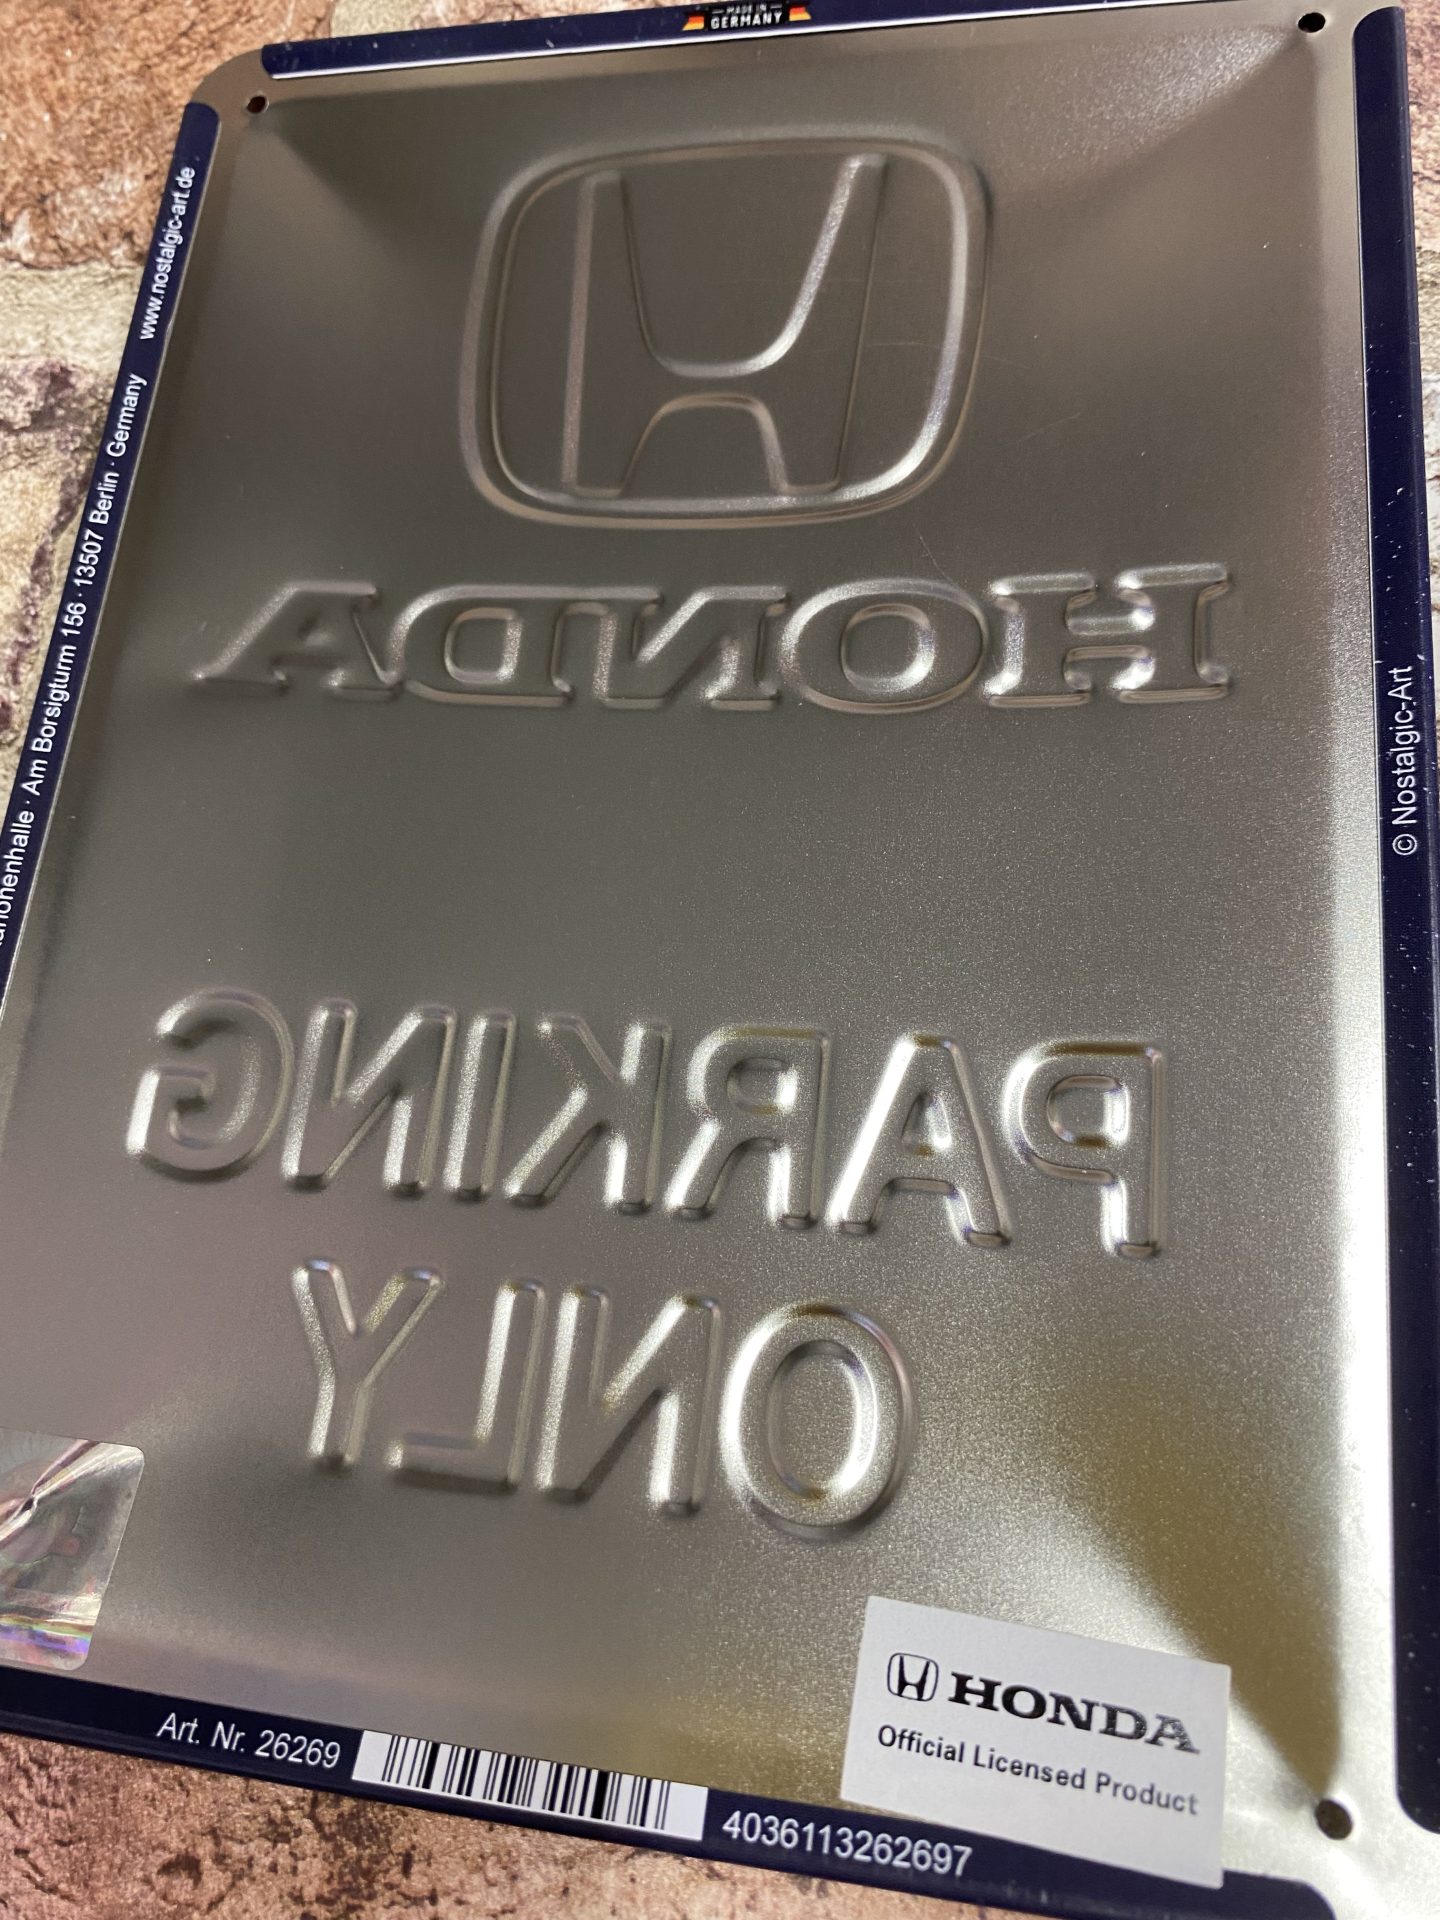 MADE IN
GERMANY
www.nostalgic-art.de
Am Borsigturm 156 · 13507 Berlin · Germany
© Nostalgic-Art
HONDA
PARKING
ONLY
HONDA
Official Licensed Product
Art. Nr. 26269
4036113262697